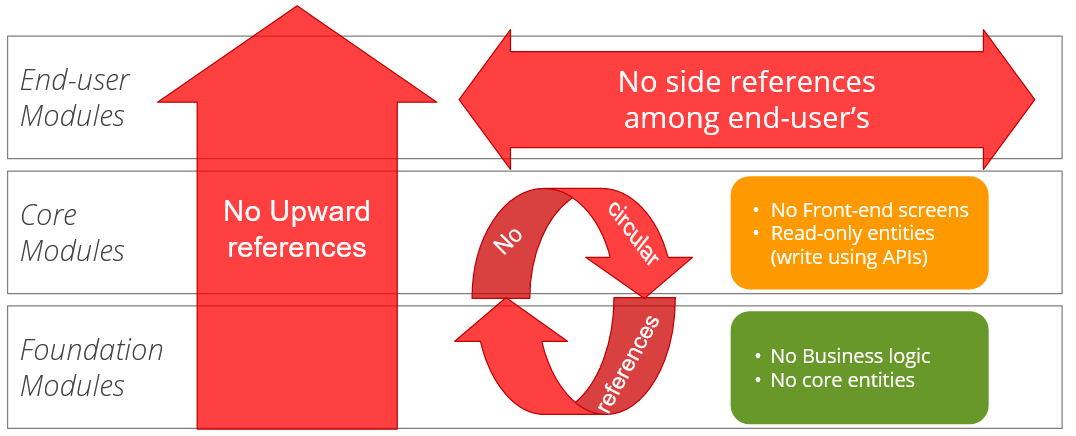 End-user
Modules
No side references
among end-user's
Core
Modules
No Upward
references
No
circular
references
• No Front-end screens
• Read-only entities
(write using APIs)
Foundation
Modules
• No Business logic
• No core entities